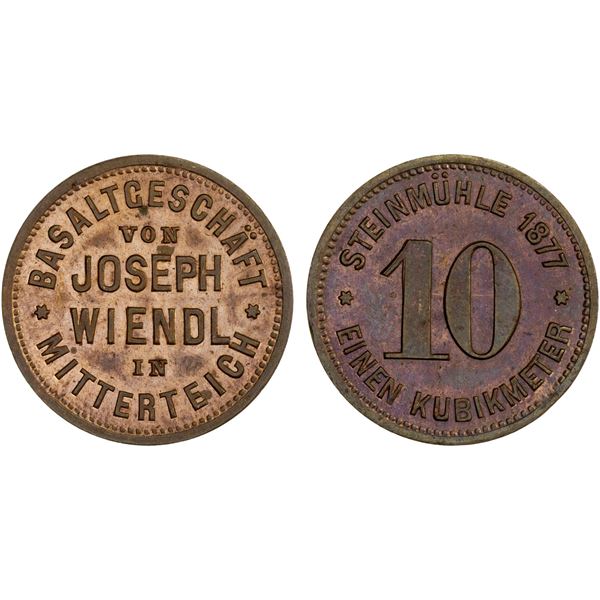 BASALTGESCHÄFT
VON
JOSEPH
WIENDL
IN
MITTERTEICH
STEINMÜHLE 1877
10
EINEN KUBIKMETER